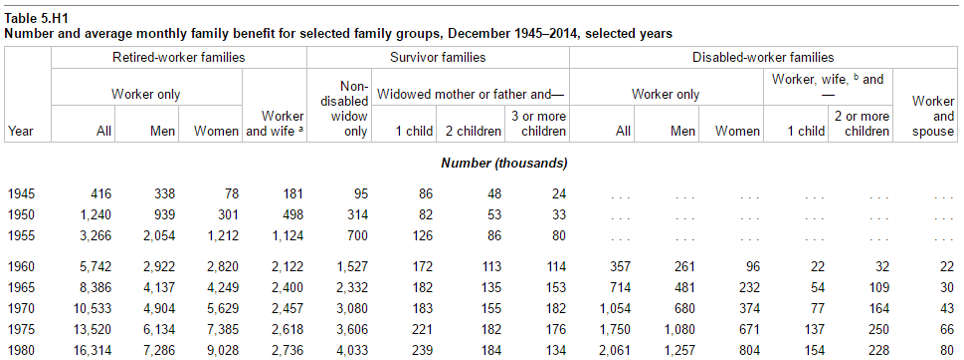 Table 5.H1
Number and average monthly family benefit for selected family groups, December 1945–2014, selected years
Retired-worker families Survivor families Disabled-worker families
Worker only Worker and wife a Non-disabled widow only Widowed mother or father and— Worker only Worker, wife, b and — Worker and spouse
Year All Men Women 1 child 2 children 3 or more children All Men Women 1 child 2 or more children
Number (thousands)
1945 416 338 78 181 95 86 48 24 . . . . . . . . . . . . . . . . . .
1950 1,240 939 301 498 314 82 53 33 . . . . . . . . . . . . . . . . . .
1955 3,266 2,054 1,212 1,124 700 126 86 80 . . . . . . . . . . . . . . . . . .
1960 5,742 2,922 2,820 2,122 1,527 172 113 114 357 261 96 22 32 22
1965 8,386 4,137 4,249 2,400 2,332 182 135 153 714 481 232 54 109 30
1970 10,533 4,904 5,629 2,457 3,080 183 155 182 1,054 680 374 77 164 43
1975 13,520 6,134 7,385 2,618 3,606 221 182 176 1,750 1,080 671 137 250 66
1980 16,314 7,286 9,028 2,736 4,033 239 184 134 2,061 1,257 804 154 228 80